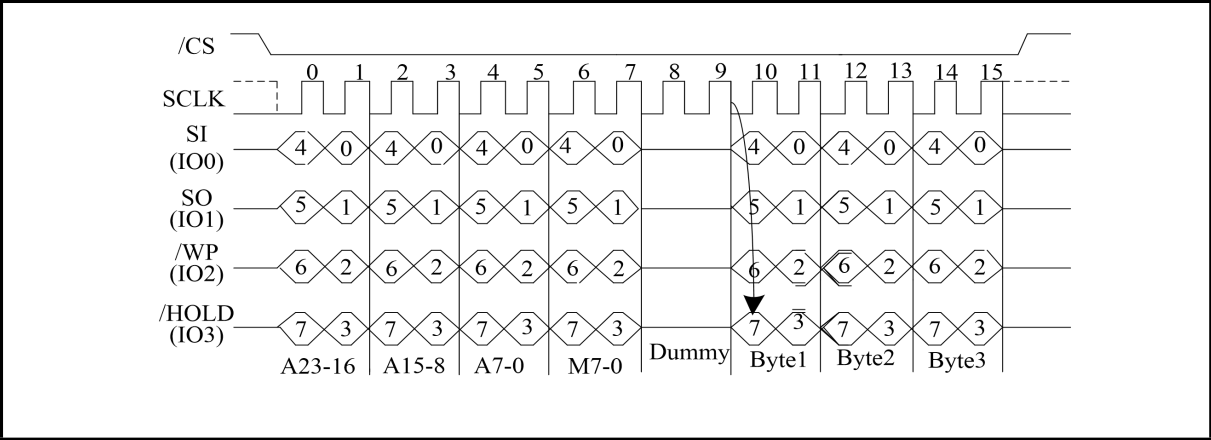 /CS
0 1 2 3 4 5 6 7 8 9 10 11 12 13 14 15
SCLK
SI
(IO0)
4 0 4 0 4 0 4 0 4 0 4 0 4 0
SO
(IO1)
5 1 5 1 5 1 5 1 5 1 5 1 5 1
/WP
(IO2)
6 2 6 2 6 2 6 2 6 2 6 2 6 2
/HOLD
(IO3)
7 3 7 3 7 3 7 3 7 3 7 3 7 3
A23-16 A15-8 A7-0 M7-0 Dummy Byte1 Byte2 Byte3